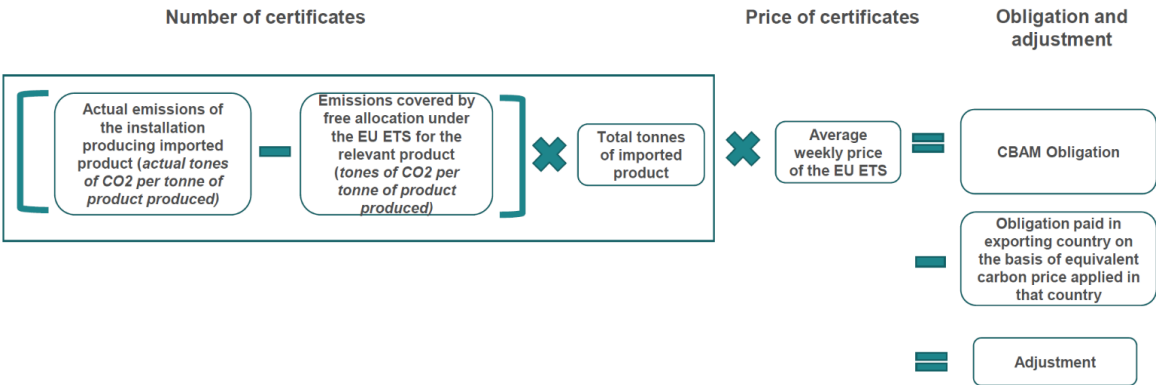 Number of certificates
Price of certificates
Obligation and
adjustment
Actual emissions of
the installation
producing imported
product (actual tones
of CO2 per tonne of
product produced)
Emissions covered by
free allocation under
the EU ETS for the
relevant product
(tones of CO2 per
tonne of product
produced)
Total tonnes
of imported
product
Average
weekly price
of the EU ETS
CBAM Obligation
Obligation paid in
exporting country on
the basis of equivalent
carbon price applied in
that country
Adjustment